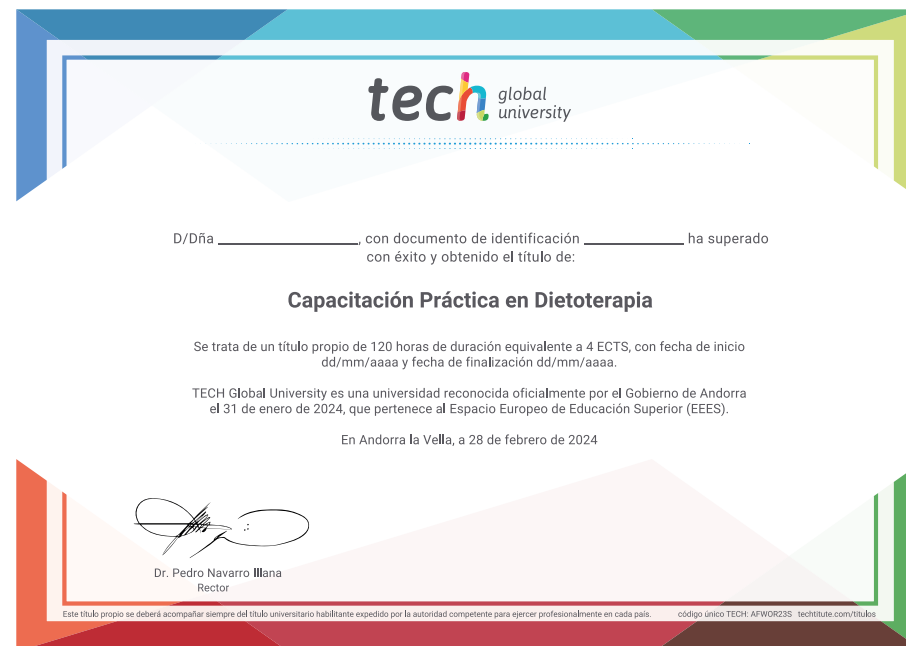 tech global
university
D/Dña ______________, con documento de identificación __________ ha superado
con éxito y obtenido el título de:
Capacitación Práctica en Dietoterapia
Se trata de un título propio de 120 horas de duración equivalente a 4 ECTS, con fecha de inicio
dd/mm/aaaa y fecha de finalización dd/mm/aaaa.
TECH Global University es una universidad reconocida oficialmente por el Gobierno de Andorra
el 31 de enero de 2024, que pertenece al Espacio Europeo de Educación Superior (EEES).
En Andorra la Vella, a 28 de febrero de 2024
Dr. Pedro Navarro Illana
Rector
Este título propio se deberá acompañar siempre del título universitario habilitante expedido por la autoridad competente para ejercer profesionalmente en cada país. código único TECH: AFWOR23S techtitute.com/titulos